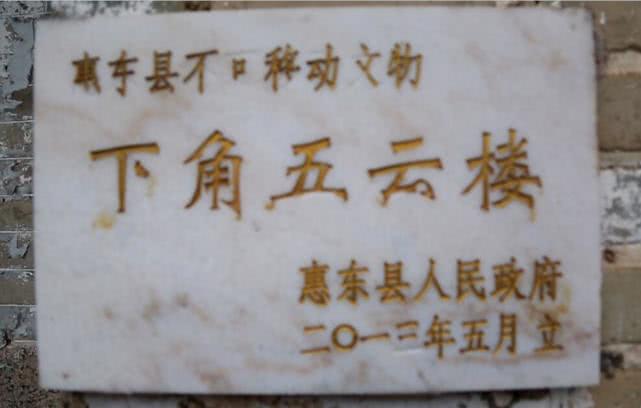 惠东县不可移动文物
下角五云楼
惠东县人民政府
二〇一二年五月立